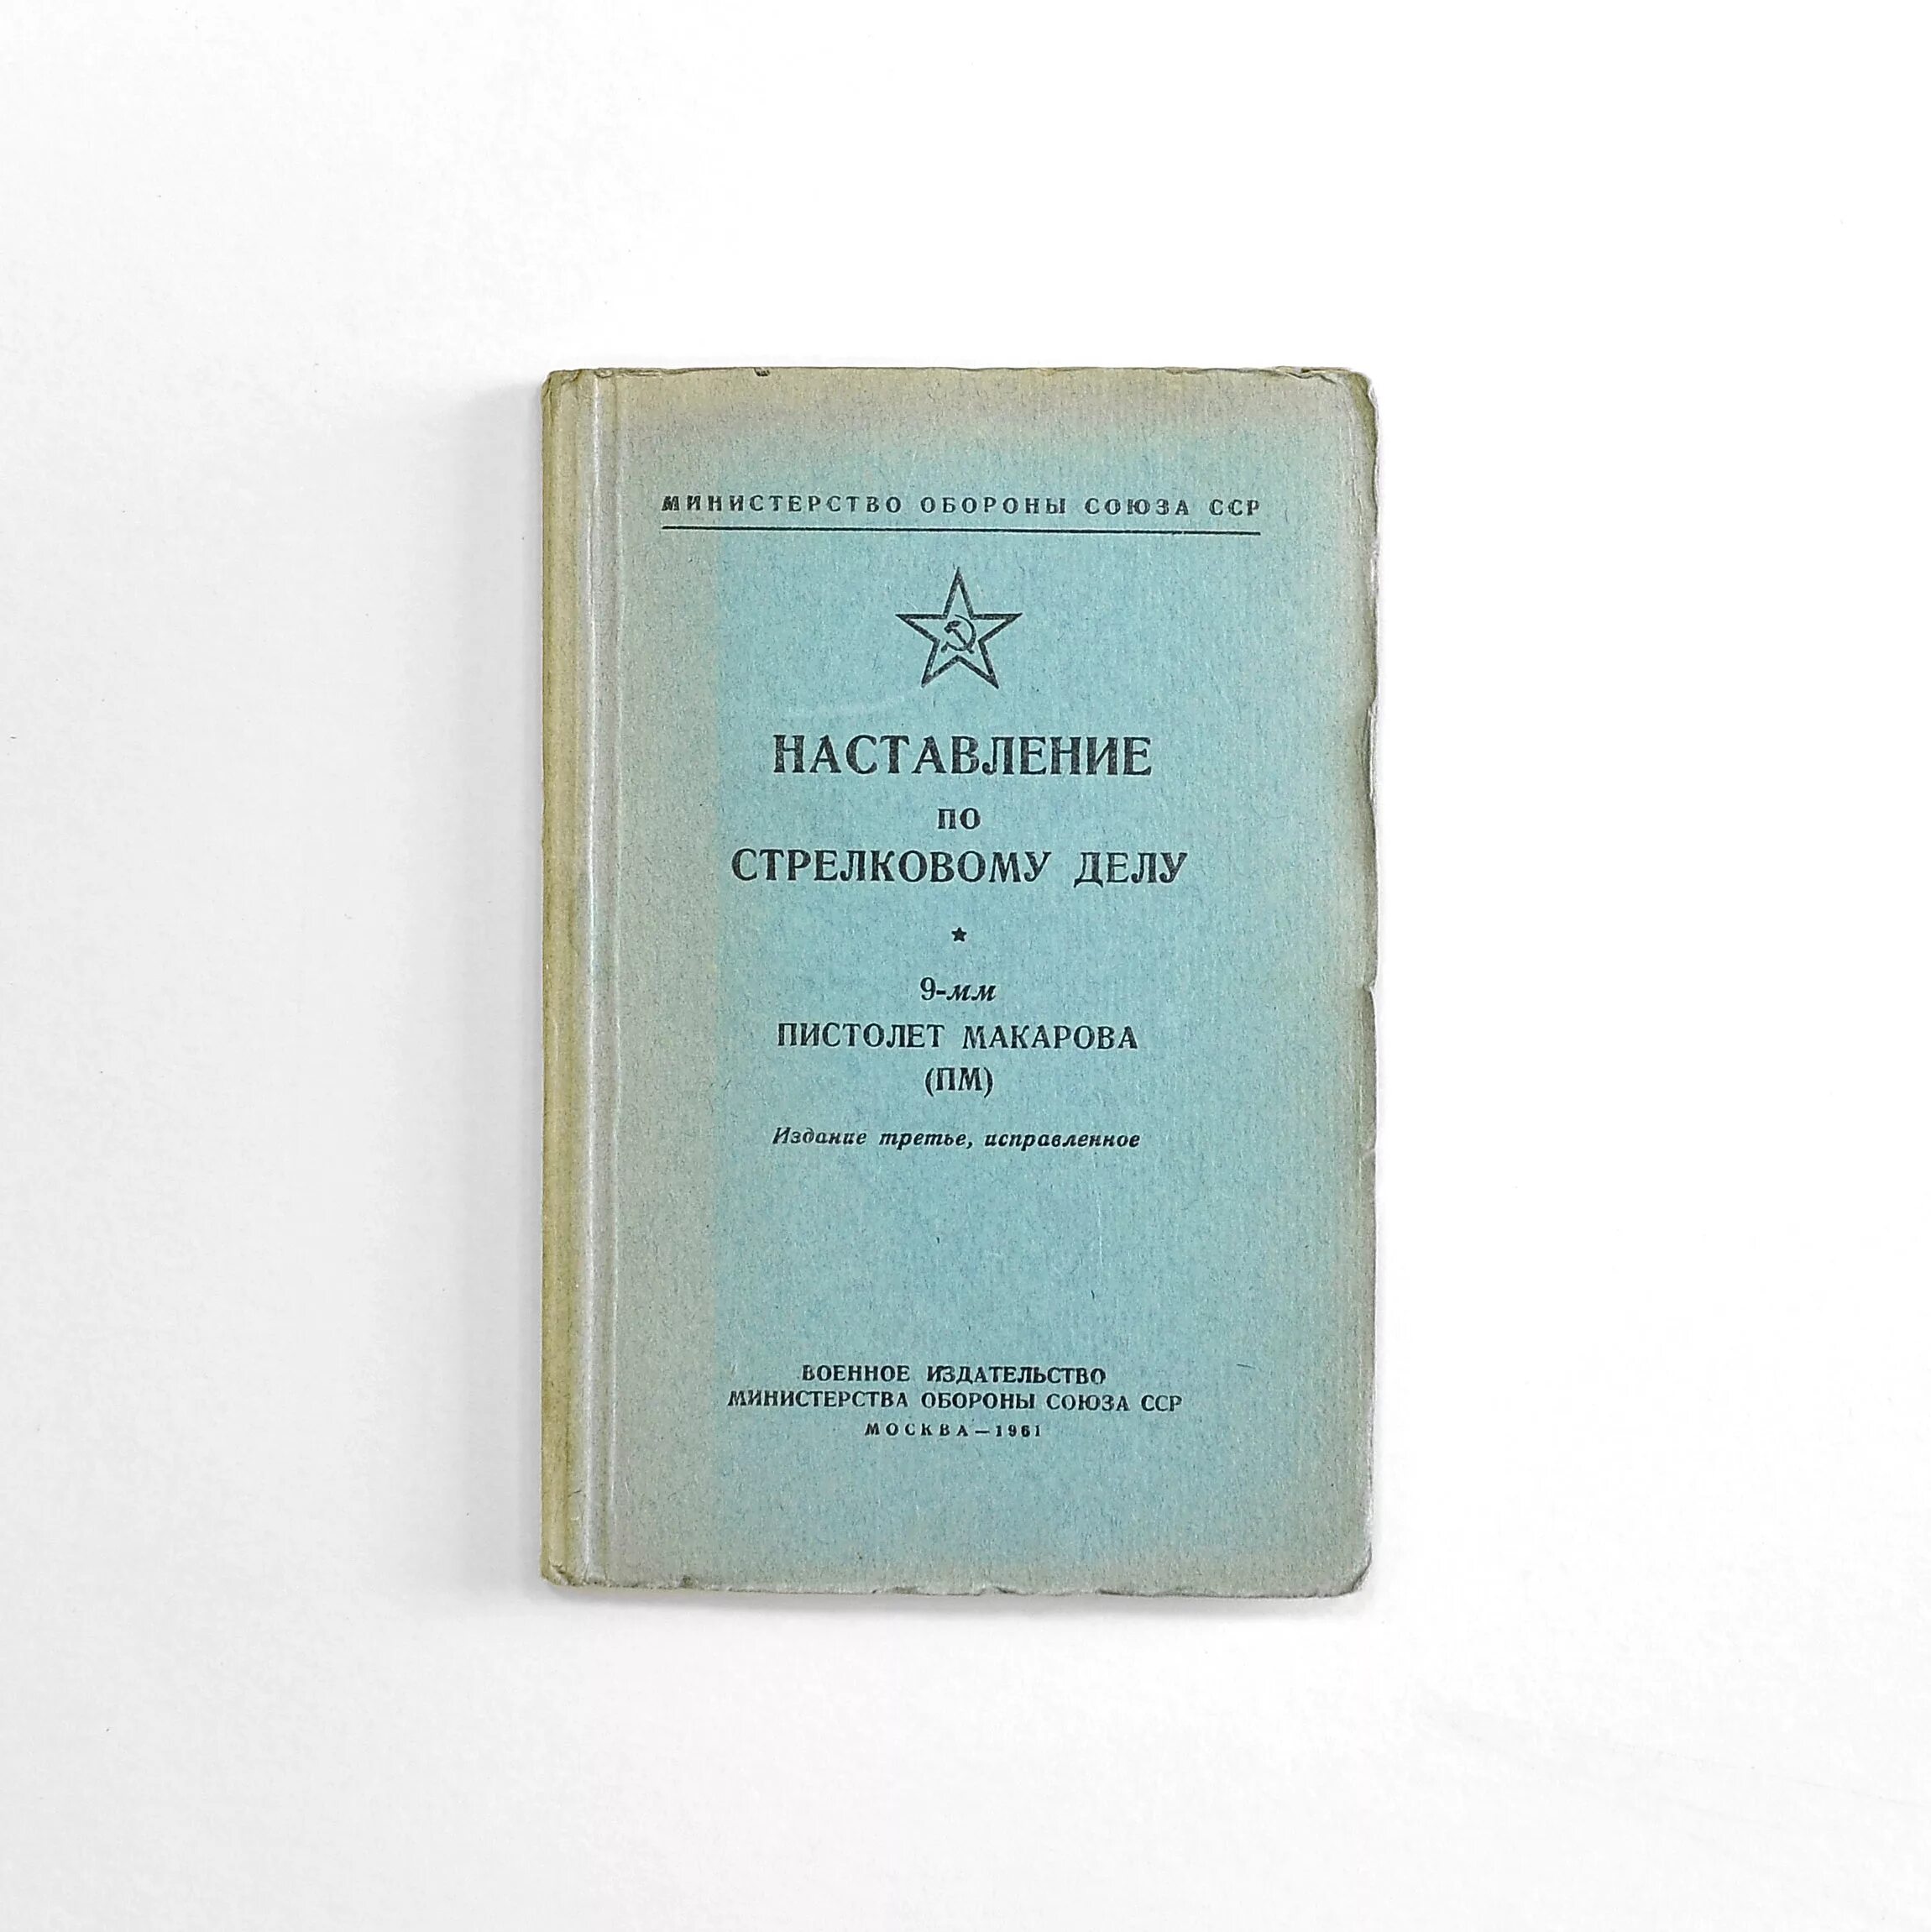 МИНИСТЕРСТВО ОБОРОНЫ СОЮЗА ССР
НАСТАВЛЕНИЕ
ПО
СТРЕЛКОВОМУ ДЕЛУ
9-мм
ПИСТОЛЕТ МАКАРОВА
(ПМ)
Издание третье, исправленное
ВОЕННОЕ ИЗДАТЕЛЬСТВО
МИНИСТЕРСТВА ОБОРОНЫ СОЮЗА ССР
МОСКВА—1961